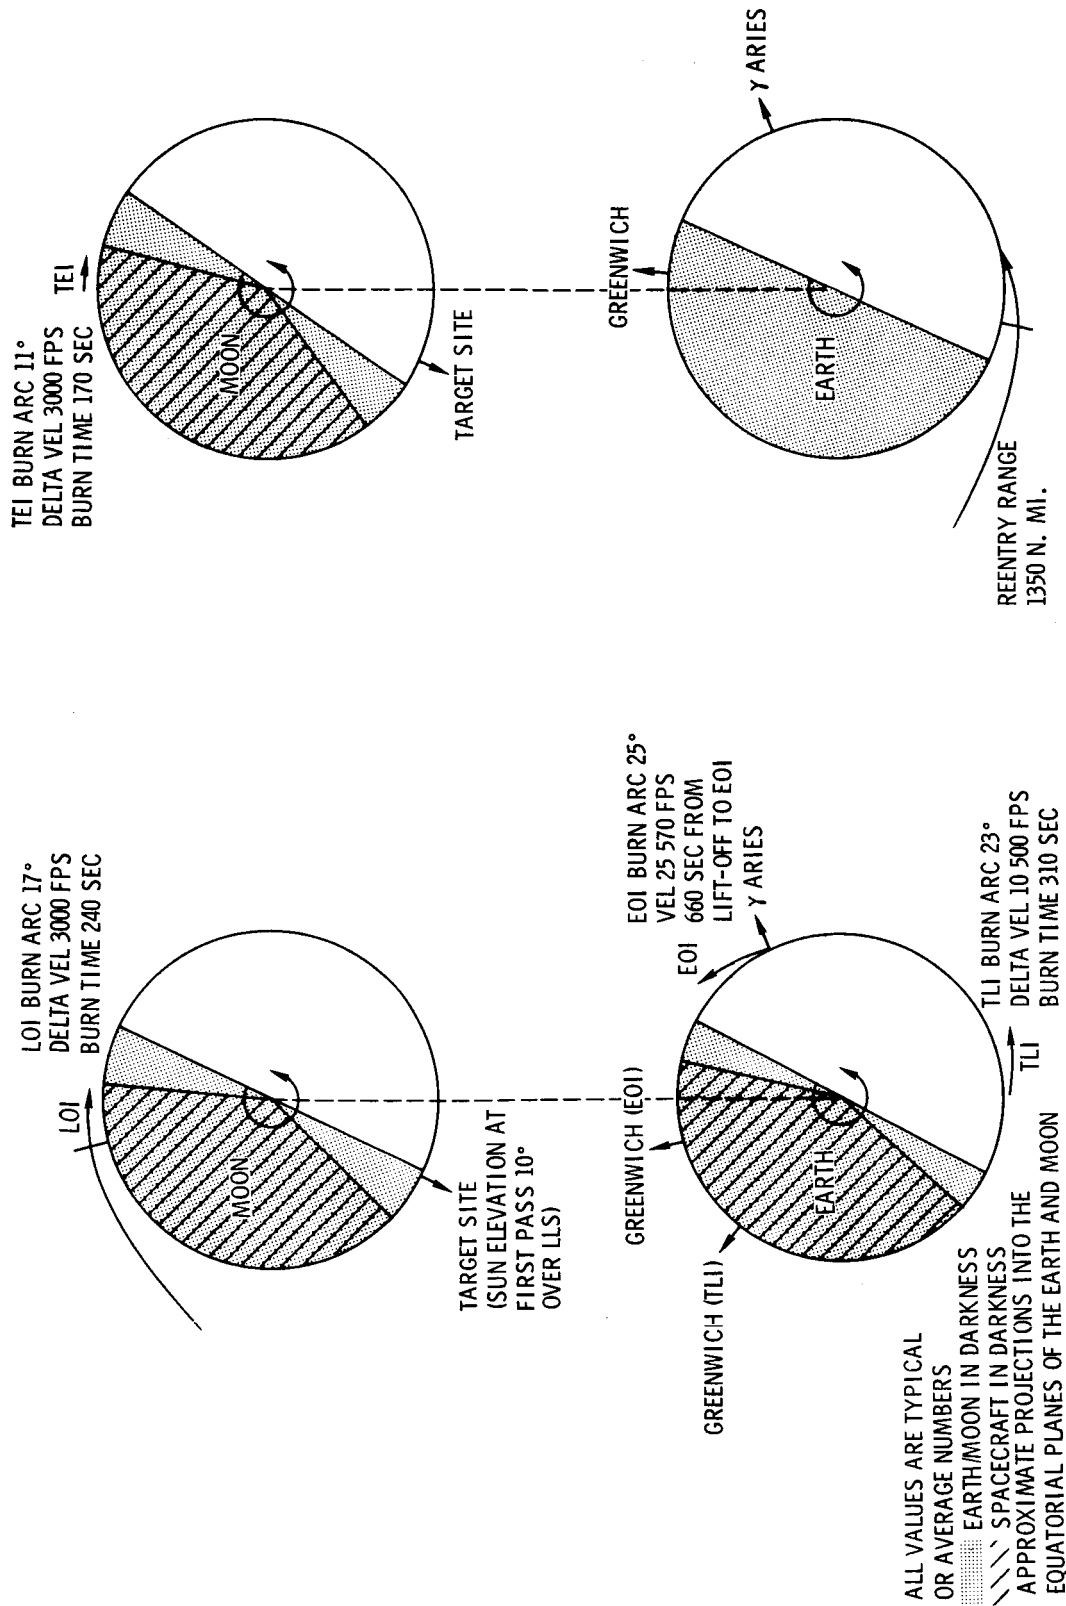 LOI BURN ARC 17°
DELTA VEL 3000 FPS
BURN TIME 240 SEC
LOI
MOON
TARGET SITE
(SUN ELEVATION AT
FIRST PASS 10°
OVER LLS)
TEI BURN ARC 11°
DELTA VEL 3000 FPS
BURN TIME 170 SEC
TEI
MOON
TARGET SITE
EOI BURN ARC 25°
VEL 25 570 FPS
660 SEC FROM
LIFT-OFF TO EOI
γ ARIES
EOI
GREENWICH (EOI)
GREENWICH (TLI)
EARTH
TLI
TLI BURN ARC 23°
DELTA VEL 10 500 FPS
BURN TIME 310 SEC
GREENWICH
γ ARIES
EARTH
REENTRY RANGE
1350 N. MI.
ALL VALUES ARE TYPICAL
OR AVERAGE NUMBERS
EARTH/MOON IN DARKNESS
SPACECRAFT IN DARKNESS
APPROXIMATE PROJECTIONS INTO THE
EQUATORIAL PLANES OF THE EARTH AND MOON